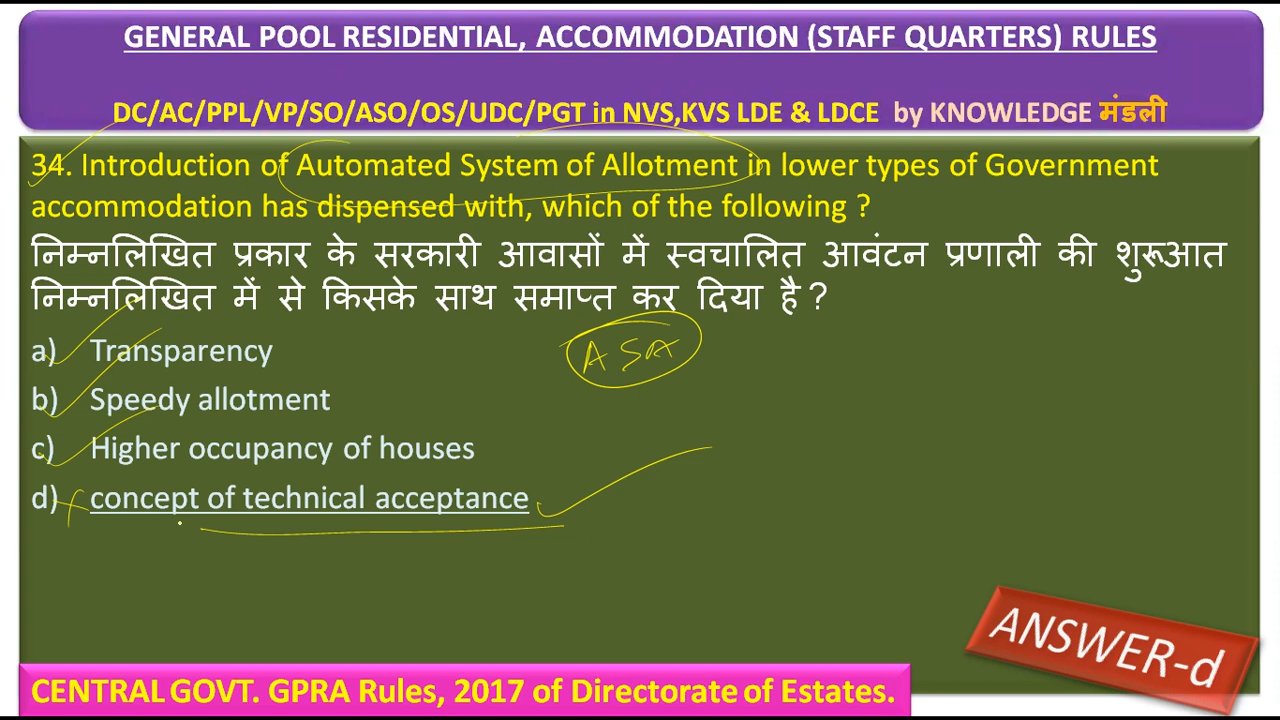 GENERAL POOL RESIDENTIAL, ACCOMMODATION (STAFF QUARTERS) RULES
DC/AC/PPL/VP/SO/ASO/OS/UDC/PGT in NVS,KVS LDE & LDCE by KNOWLEDGE मंडली
34. Introduction of Automated System of Allotment in lower types of Government
accommodation has dispensed with, which of the following ?
निम्नलिखित प्रकार के सरकारी आवासों में स्वचालित आवंटन प्रणाली की शुरूआत
निम्नलिखित में से किसके साथ समाप्त कर दिया है ?
a) Transparency
ASA
b) Speedy allotment
c) Higher occupancy of houses
d) concept of technical acceptance
ANSWER-d
CENTRAL GOVT. GPRA Rules, 2017 of Directorate of Estates.